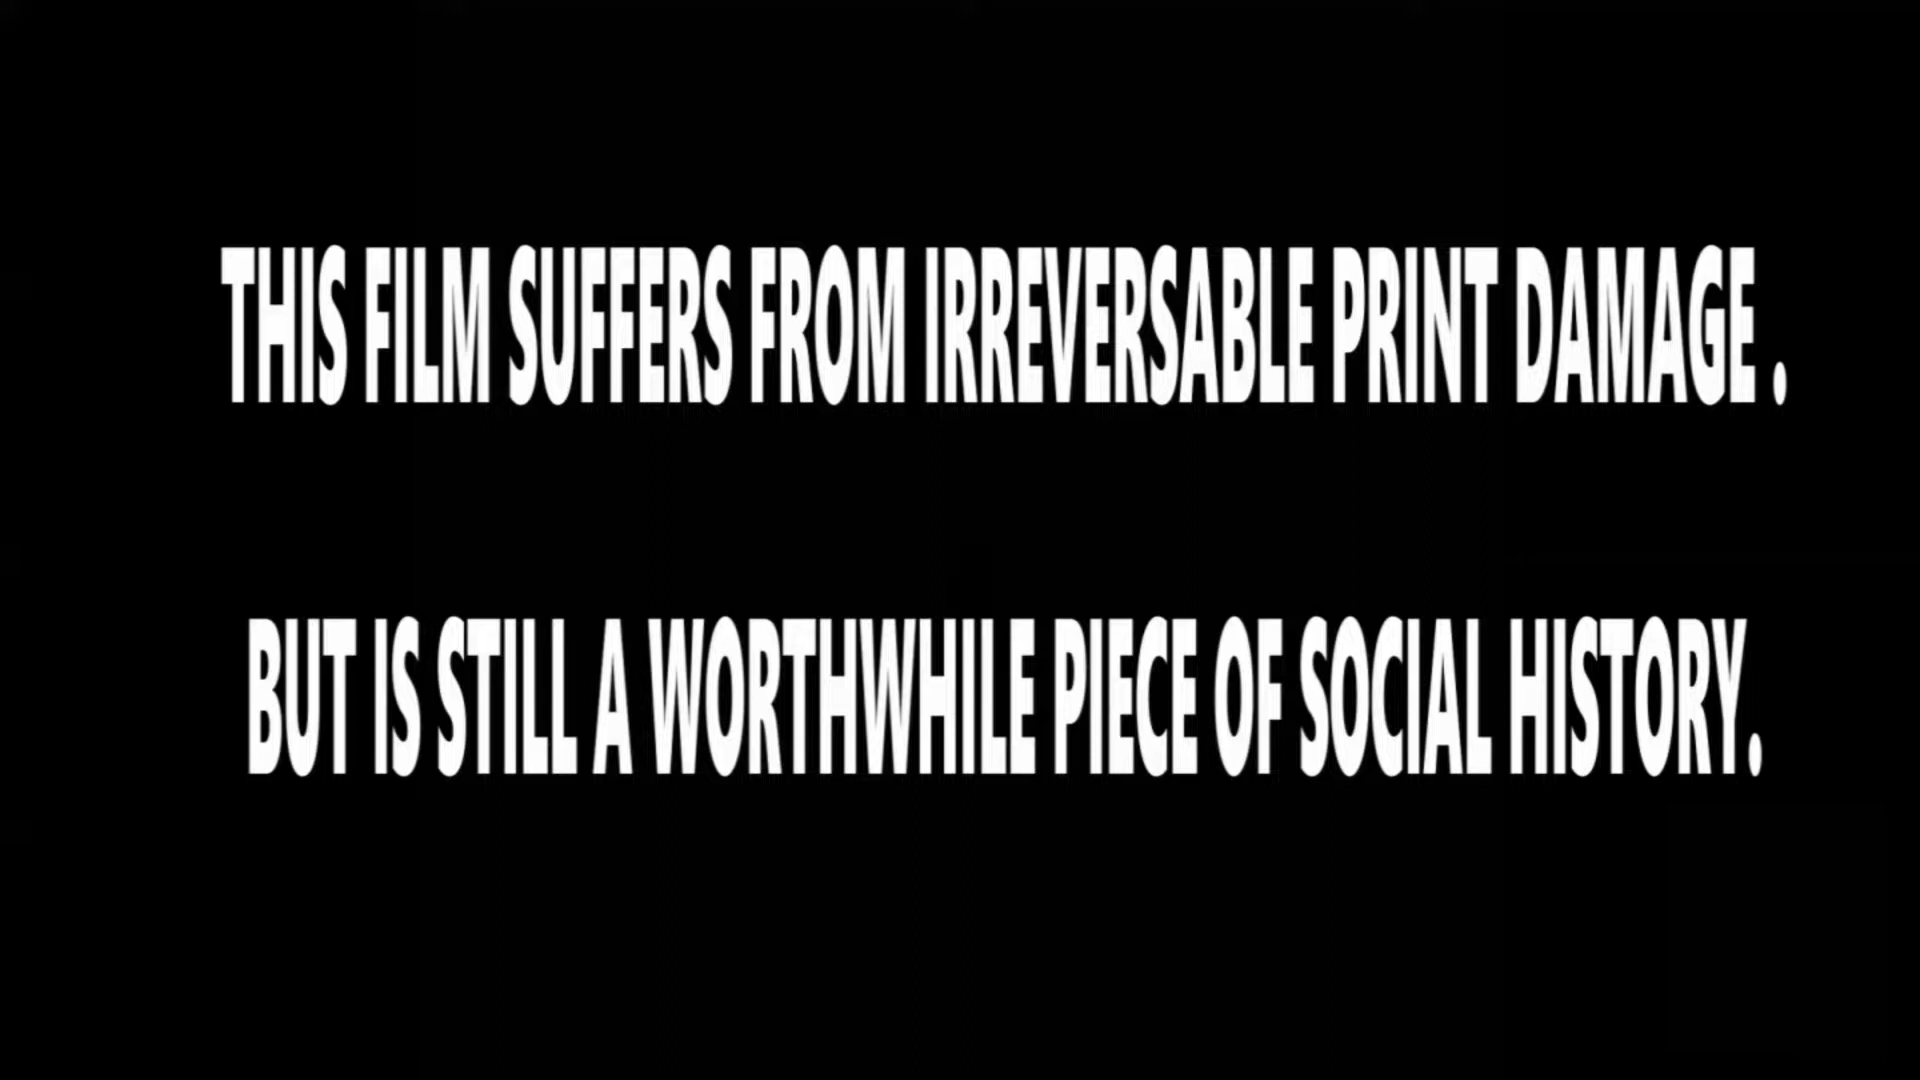 THIS FILM SUFFERS FROM IRREVERSABLE PRINT DAMAGE .
BUT IS STILL A WORTHWHILE PIECE OF SOCIAL HISTORY.